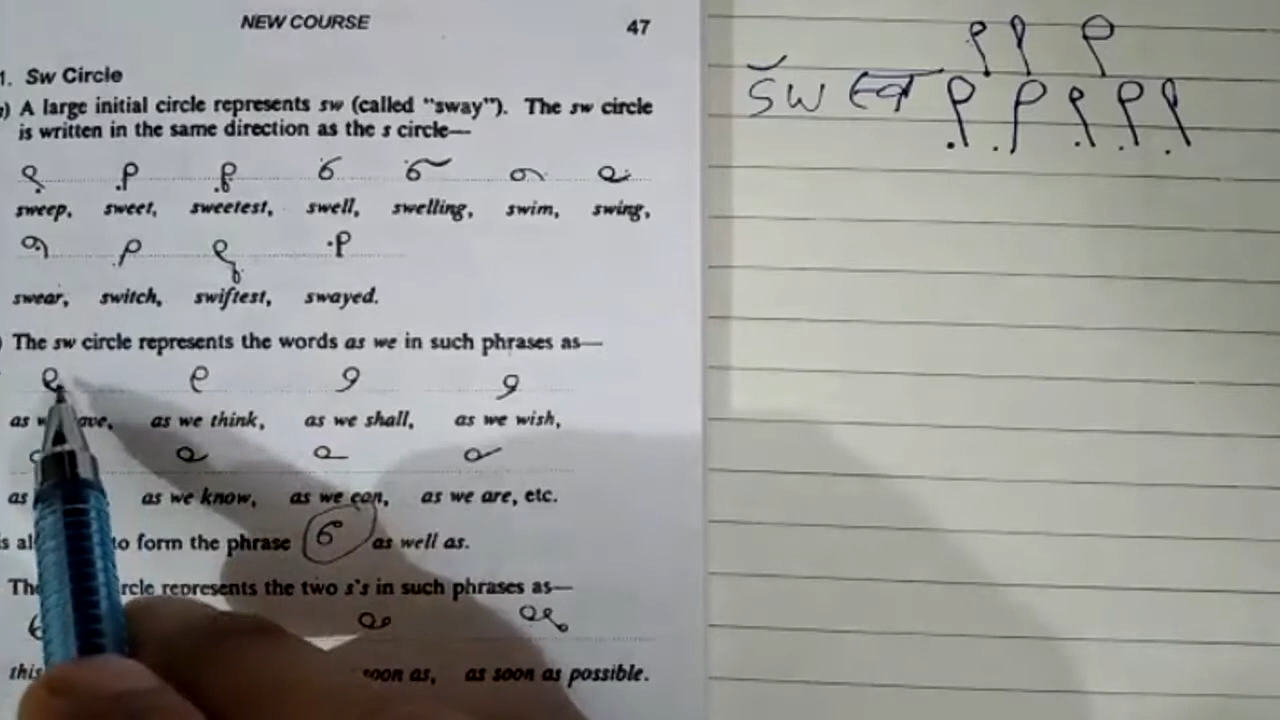 NEW COURSE 47
1. Sw Circle
) A large initial circle represents sw (called "sway"). The sw circle
is written in the same direction as the s circle—
sweep, sweet, sweetest, swell, swelling, swim, swing,
swear, switch, swiftest, swayed.
) The sw circle represents the words as we in such phrases as—
as we think, as we shall, as we wish,
as we know, as we can, as we are, etc.
to form the phrase as well as.
circle represents the two s's in such phrases as—
this soon as, as soon as possible.
SW